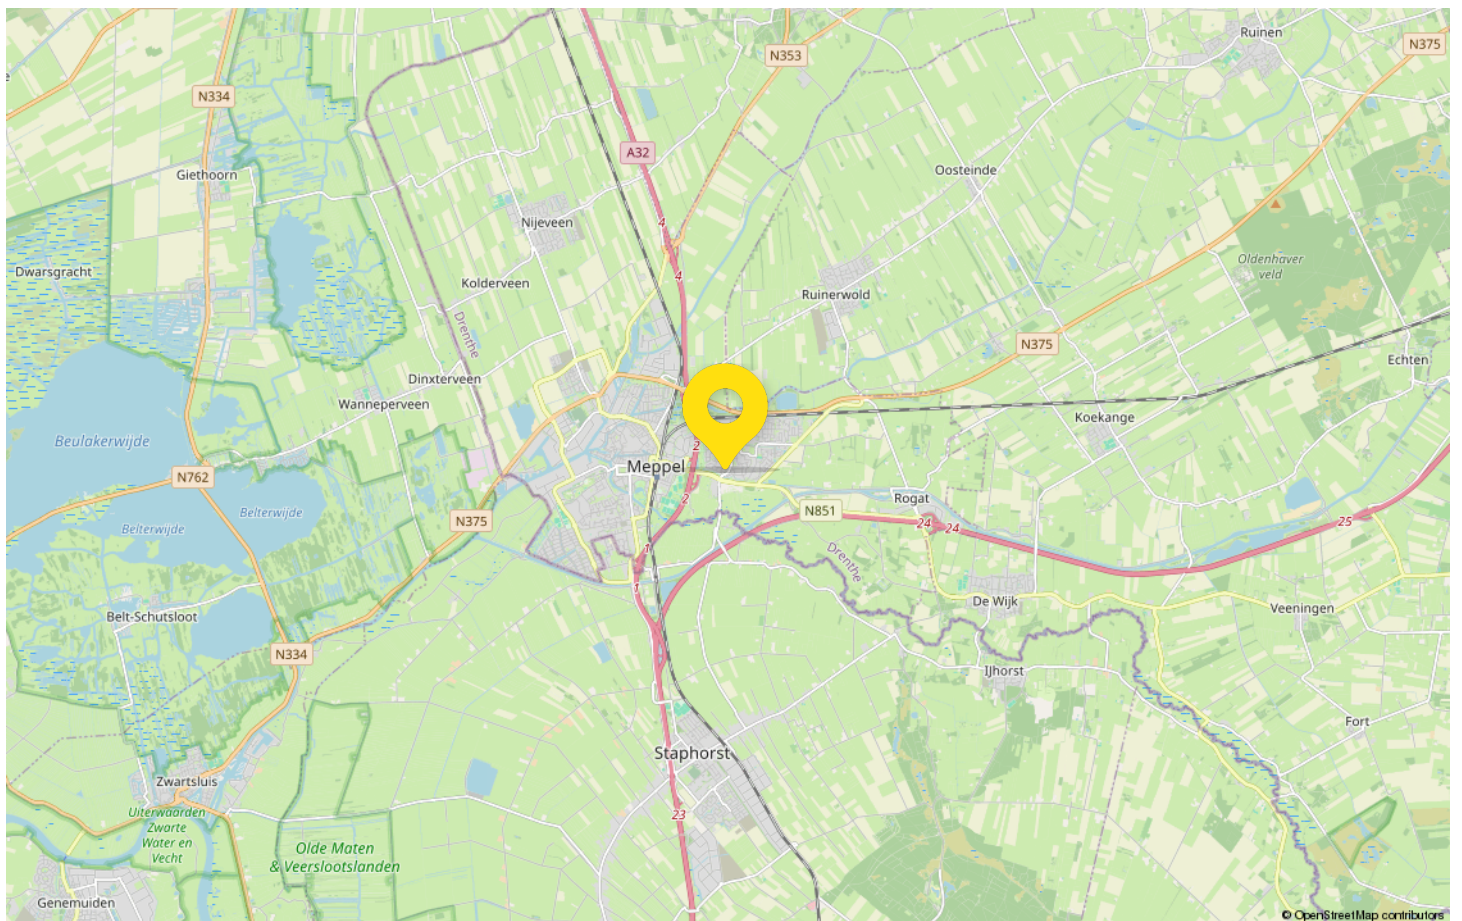 Ruinen
N375
N353
N334
A32
Oosteinde
Giethoorn
4
Nijeveen
Oldenhaver
veld
Dwarsgracht
4
Kolderveen
Ruinerwold
Drenthe
N375
Echten
Dinxterveen
Wanneperveen
Koekange
Beulakerwijde
2
Meppel
N762
2
Rogat
Belterwijde
N851
Belterwijde
N375
24
24
25
1
Drenthe
1
De Wijk
Veeningen
Belt-Schutsloot
N334
IJhorst
Fort
Staphorst
Zwartsluis
Uiterwaarden
Zwarte
Water en
Vecht
23
Olde Maten
& Veerslootslanden
Genemuiden
© OpenStreetMap contributors